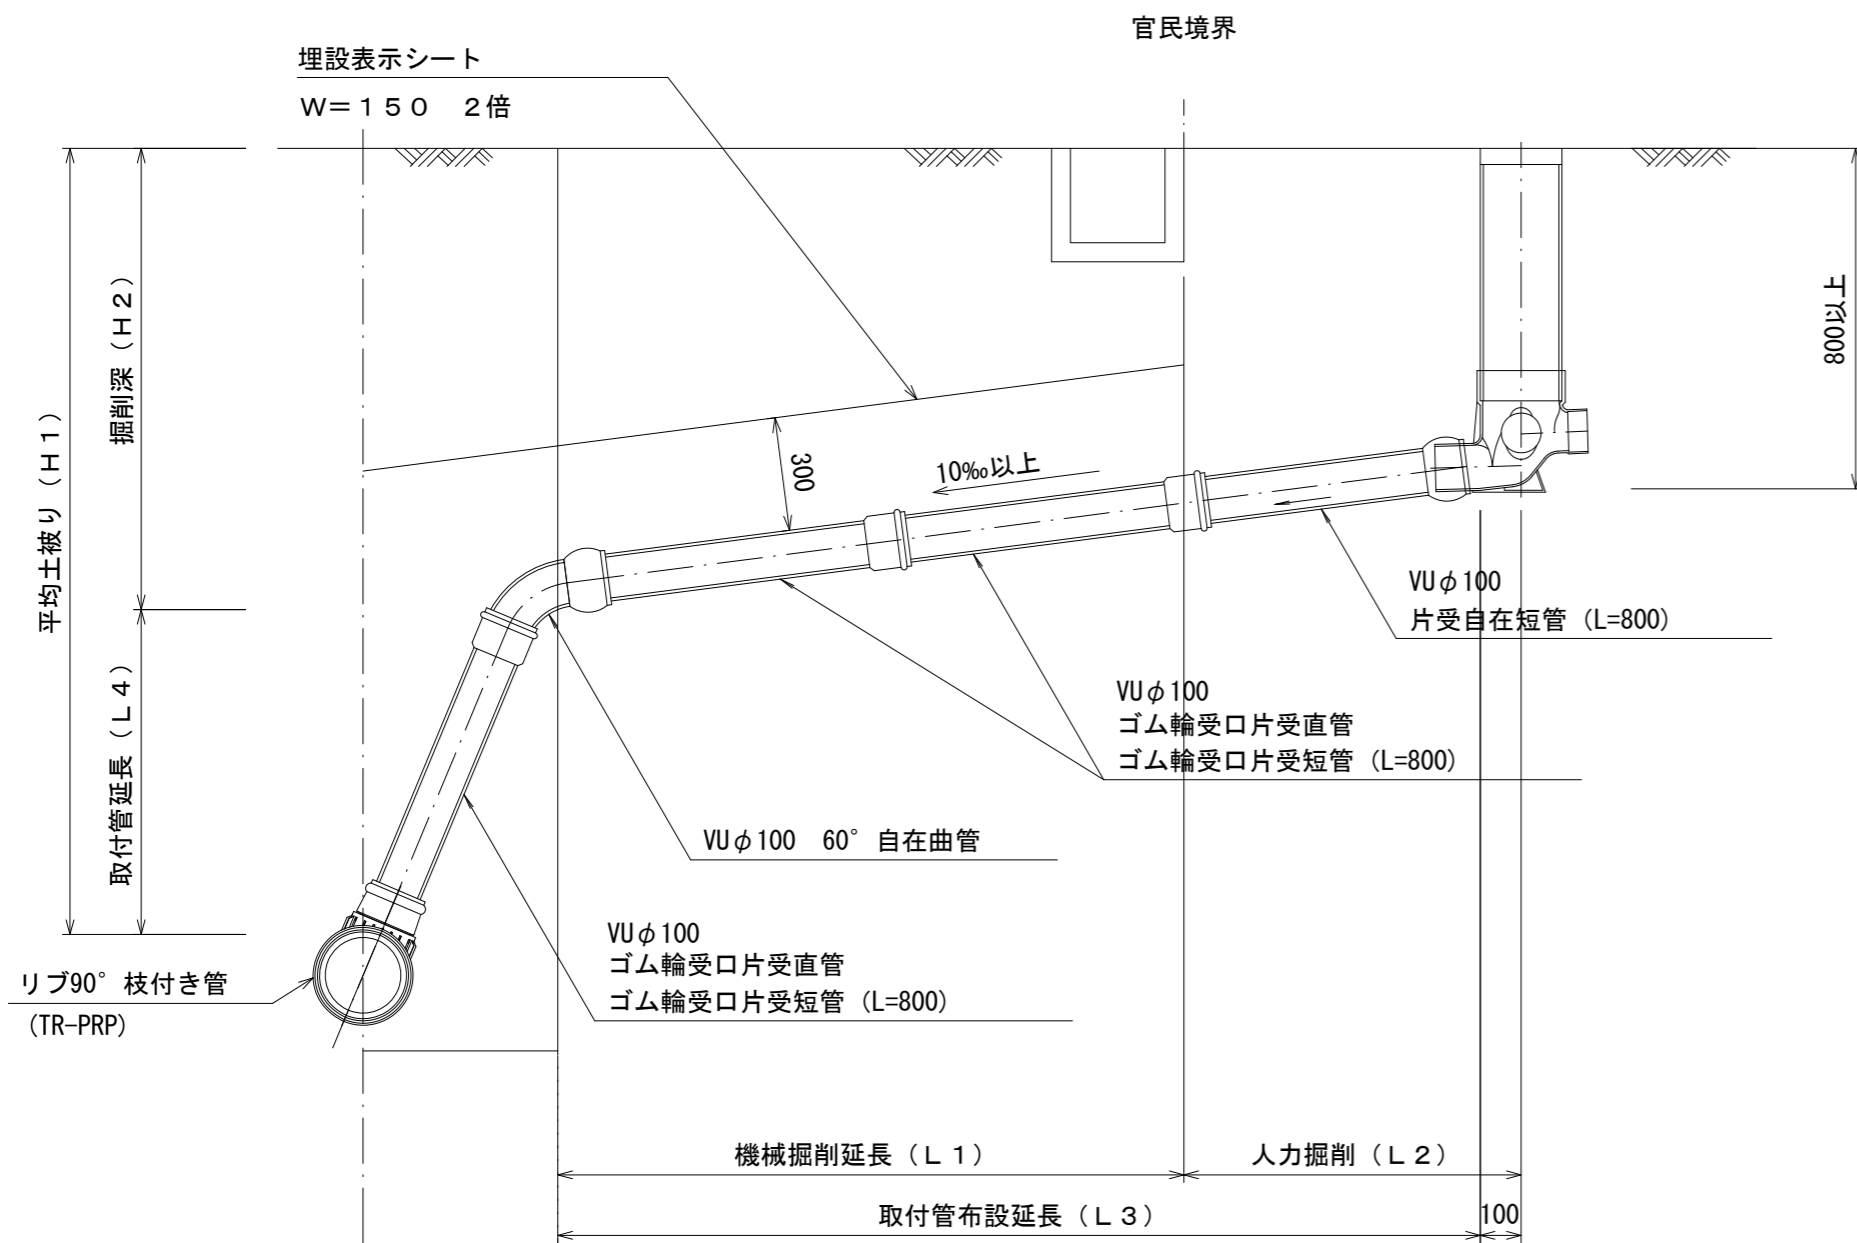 官民境界
埋設表示シート
W=150 2倍
平均土被り(H1)
掘削深(H2)
取付管延長(L4)
800以上
300
10‰以上
VUφ100
片受自在短管(L=800)
VUφ100
ゴム輪受口片受直管
ゴム輪受口片受短管(L=800)
VUφ100 60°自在曲管
VUφ100
ゴム輪受口片受直管
ゴム輪受口片受短管(L=800)
リブ90°枝付き管
(TR-PRP)
機械掘削延長(L1)
人力掘削(L2)
取付管布設延長(L3)
100